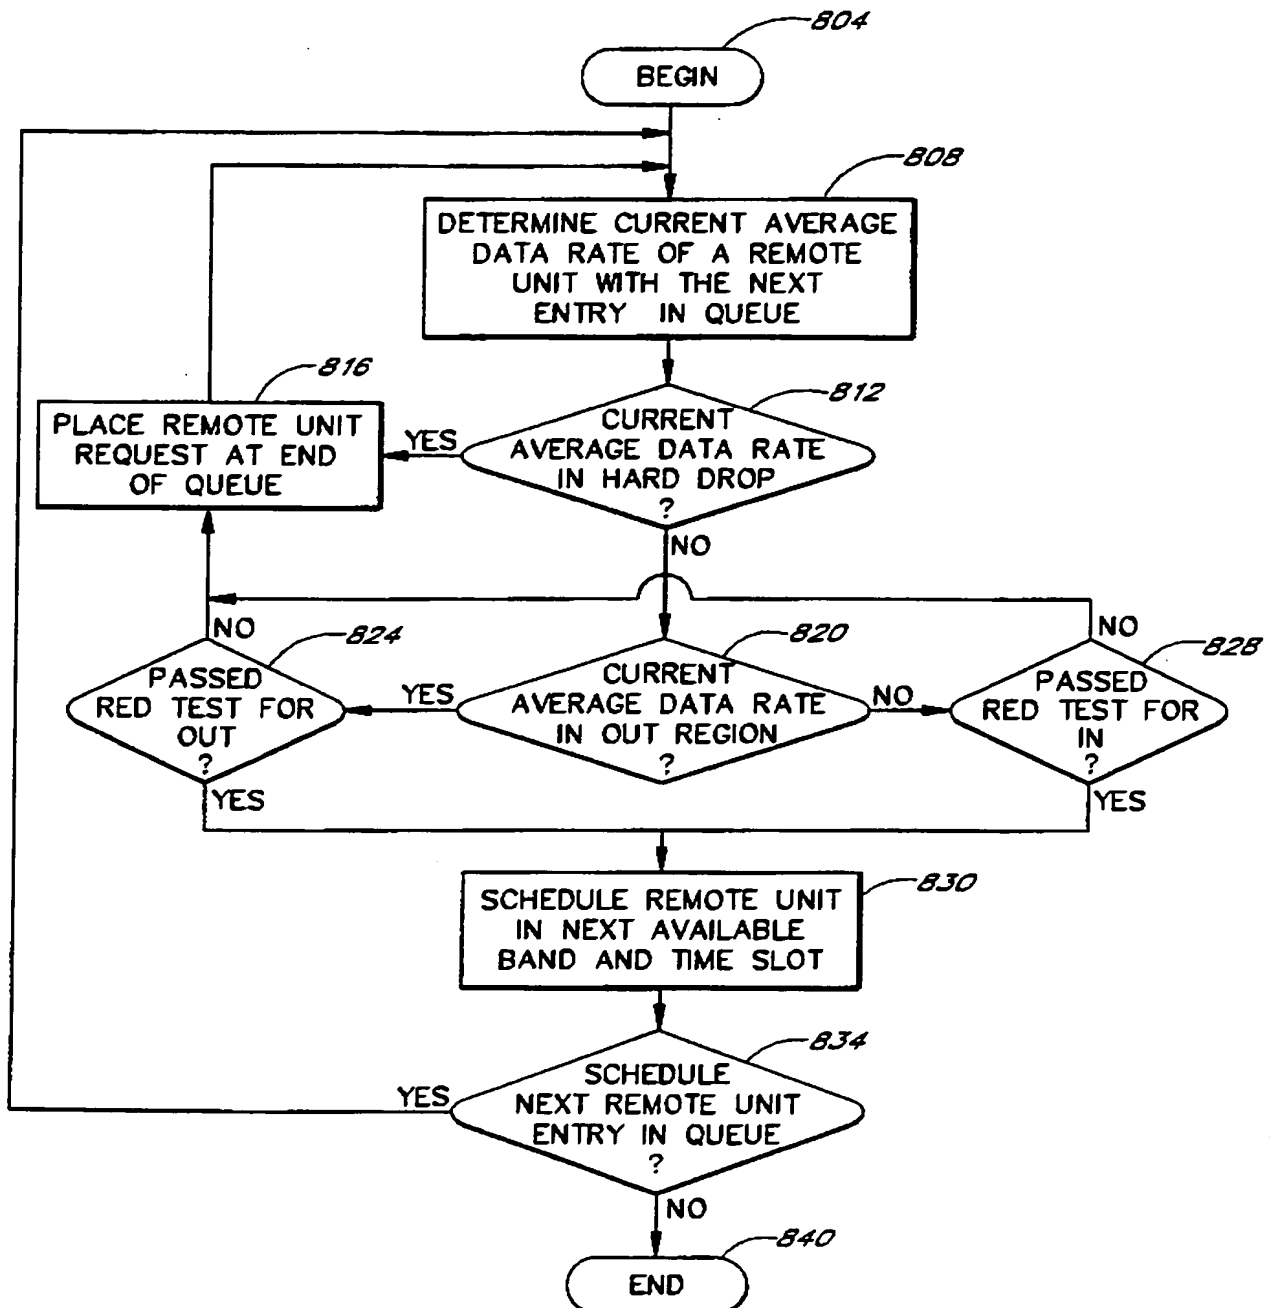 804
BEGIN
808
DETERMINE CURRENT AVERAGE
DATA RATE OF A REMOTE
UNIT WITH THE NEXT
ENTRY IN QUEUE
816
PLACE REMOTE UNIT
REQUEST AT END
OF QUEUE
YES
812
CURRENT
AVERAGE DATA RATE
IN HARD DROP
?
NO
NO
824
PASSED
RED TEST FOR
OUT
?
YES
YES
820
CURRENT
AVERAGE DATA RATE
IN OUT REGION
?
NO
NO
828
PASSED
RED TEST FOR
IN
?
YES
830
SCHEDULE REMOTE UNIT
IN NEXT AVAILABLE
BAND AND TIME SLOT
834
YES
SCHEDULE
NEXT REMOTE UNIT
ENTRY IN QUEUE
?
NO
840
END